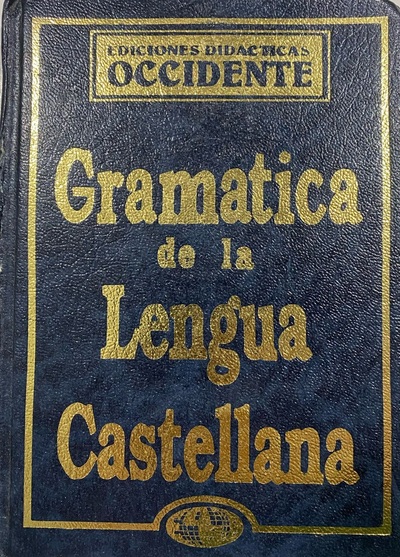 EDICIONES DIDACTICAS
OCCIDENTE
Gramatica
de la
Lengua
Castellana